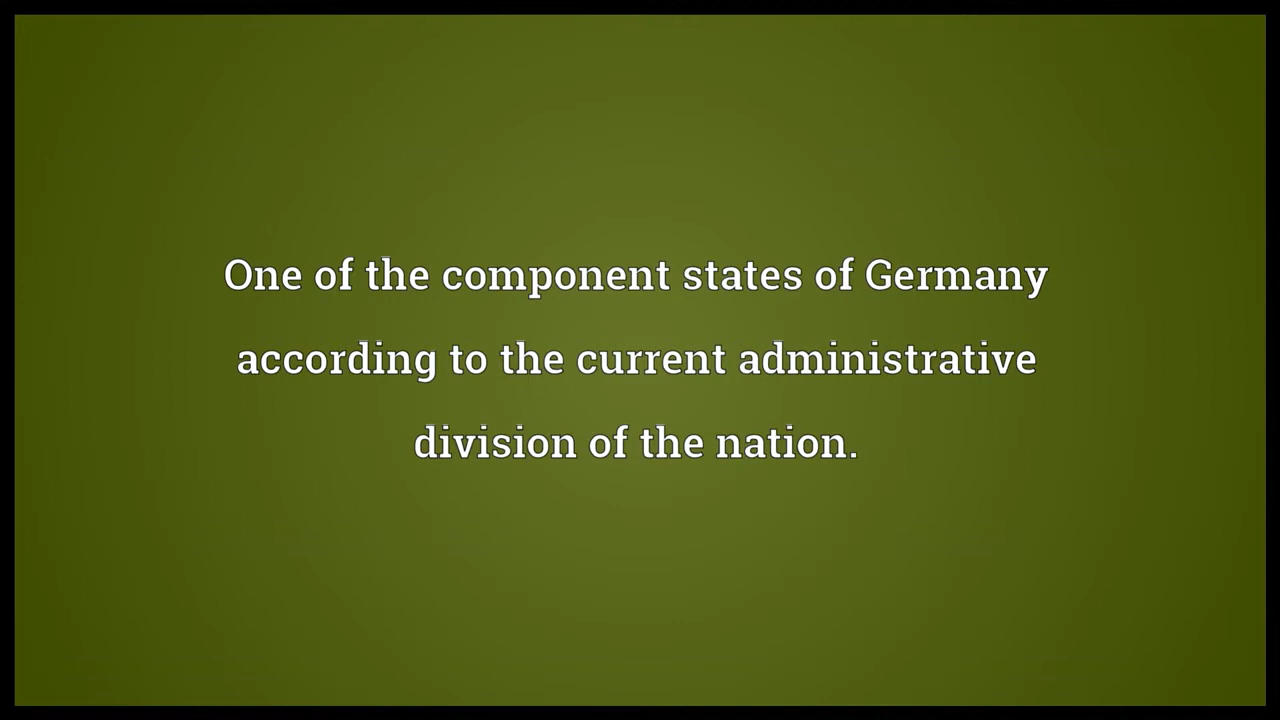 One of the component states of Germany
according to the current administrative
division of the nation.